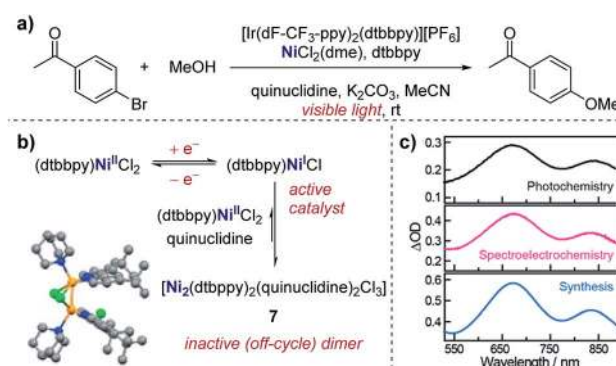 a)
[Ir(dF-CF₃-ppy)₂(dtbbpy)][PF₆]
NiCl₂(dme), dtbbpy
O
Br
+ MeOH
quinuclidine, K₂CO₃, MeCN
visible light, rt
O
OMe
b)
+ e⁻
(dtbbpy)NiᴵᴵCl₂
(dtbbpy)NiᴵCl
− e⁻
active
catalyst
(dtbbpy)NiᴵᴵCl₂
quinuclidine
[Ni₂(dtbppy)₂(quinuclidine)₂Cl₃]
7
inactive (off-cycle) dimer
c)
0.3
0.2
0.1
Photochemistry
ΔOD
0.4
0.3
0.2
Spectroelectrochemistry
0.6
0.5
0.4
Synthesis
550 650 750 850
Wavelength / nm